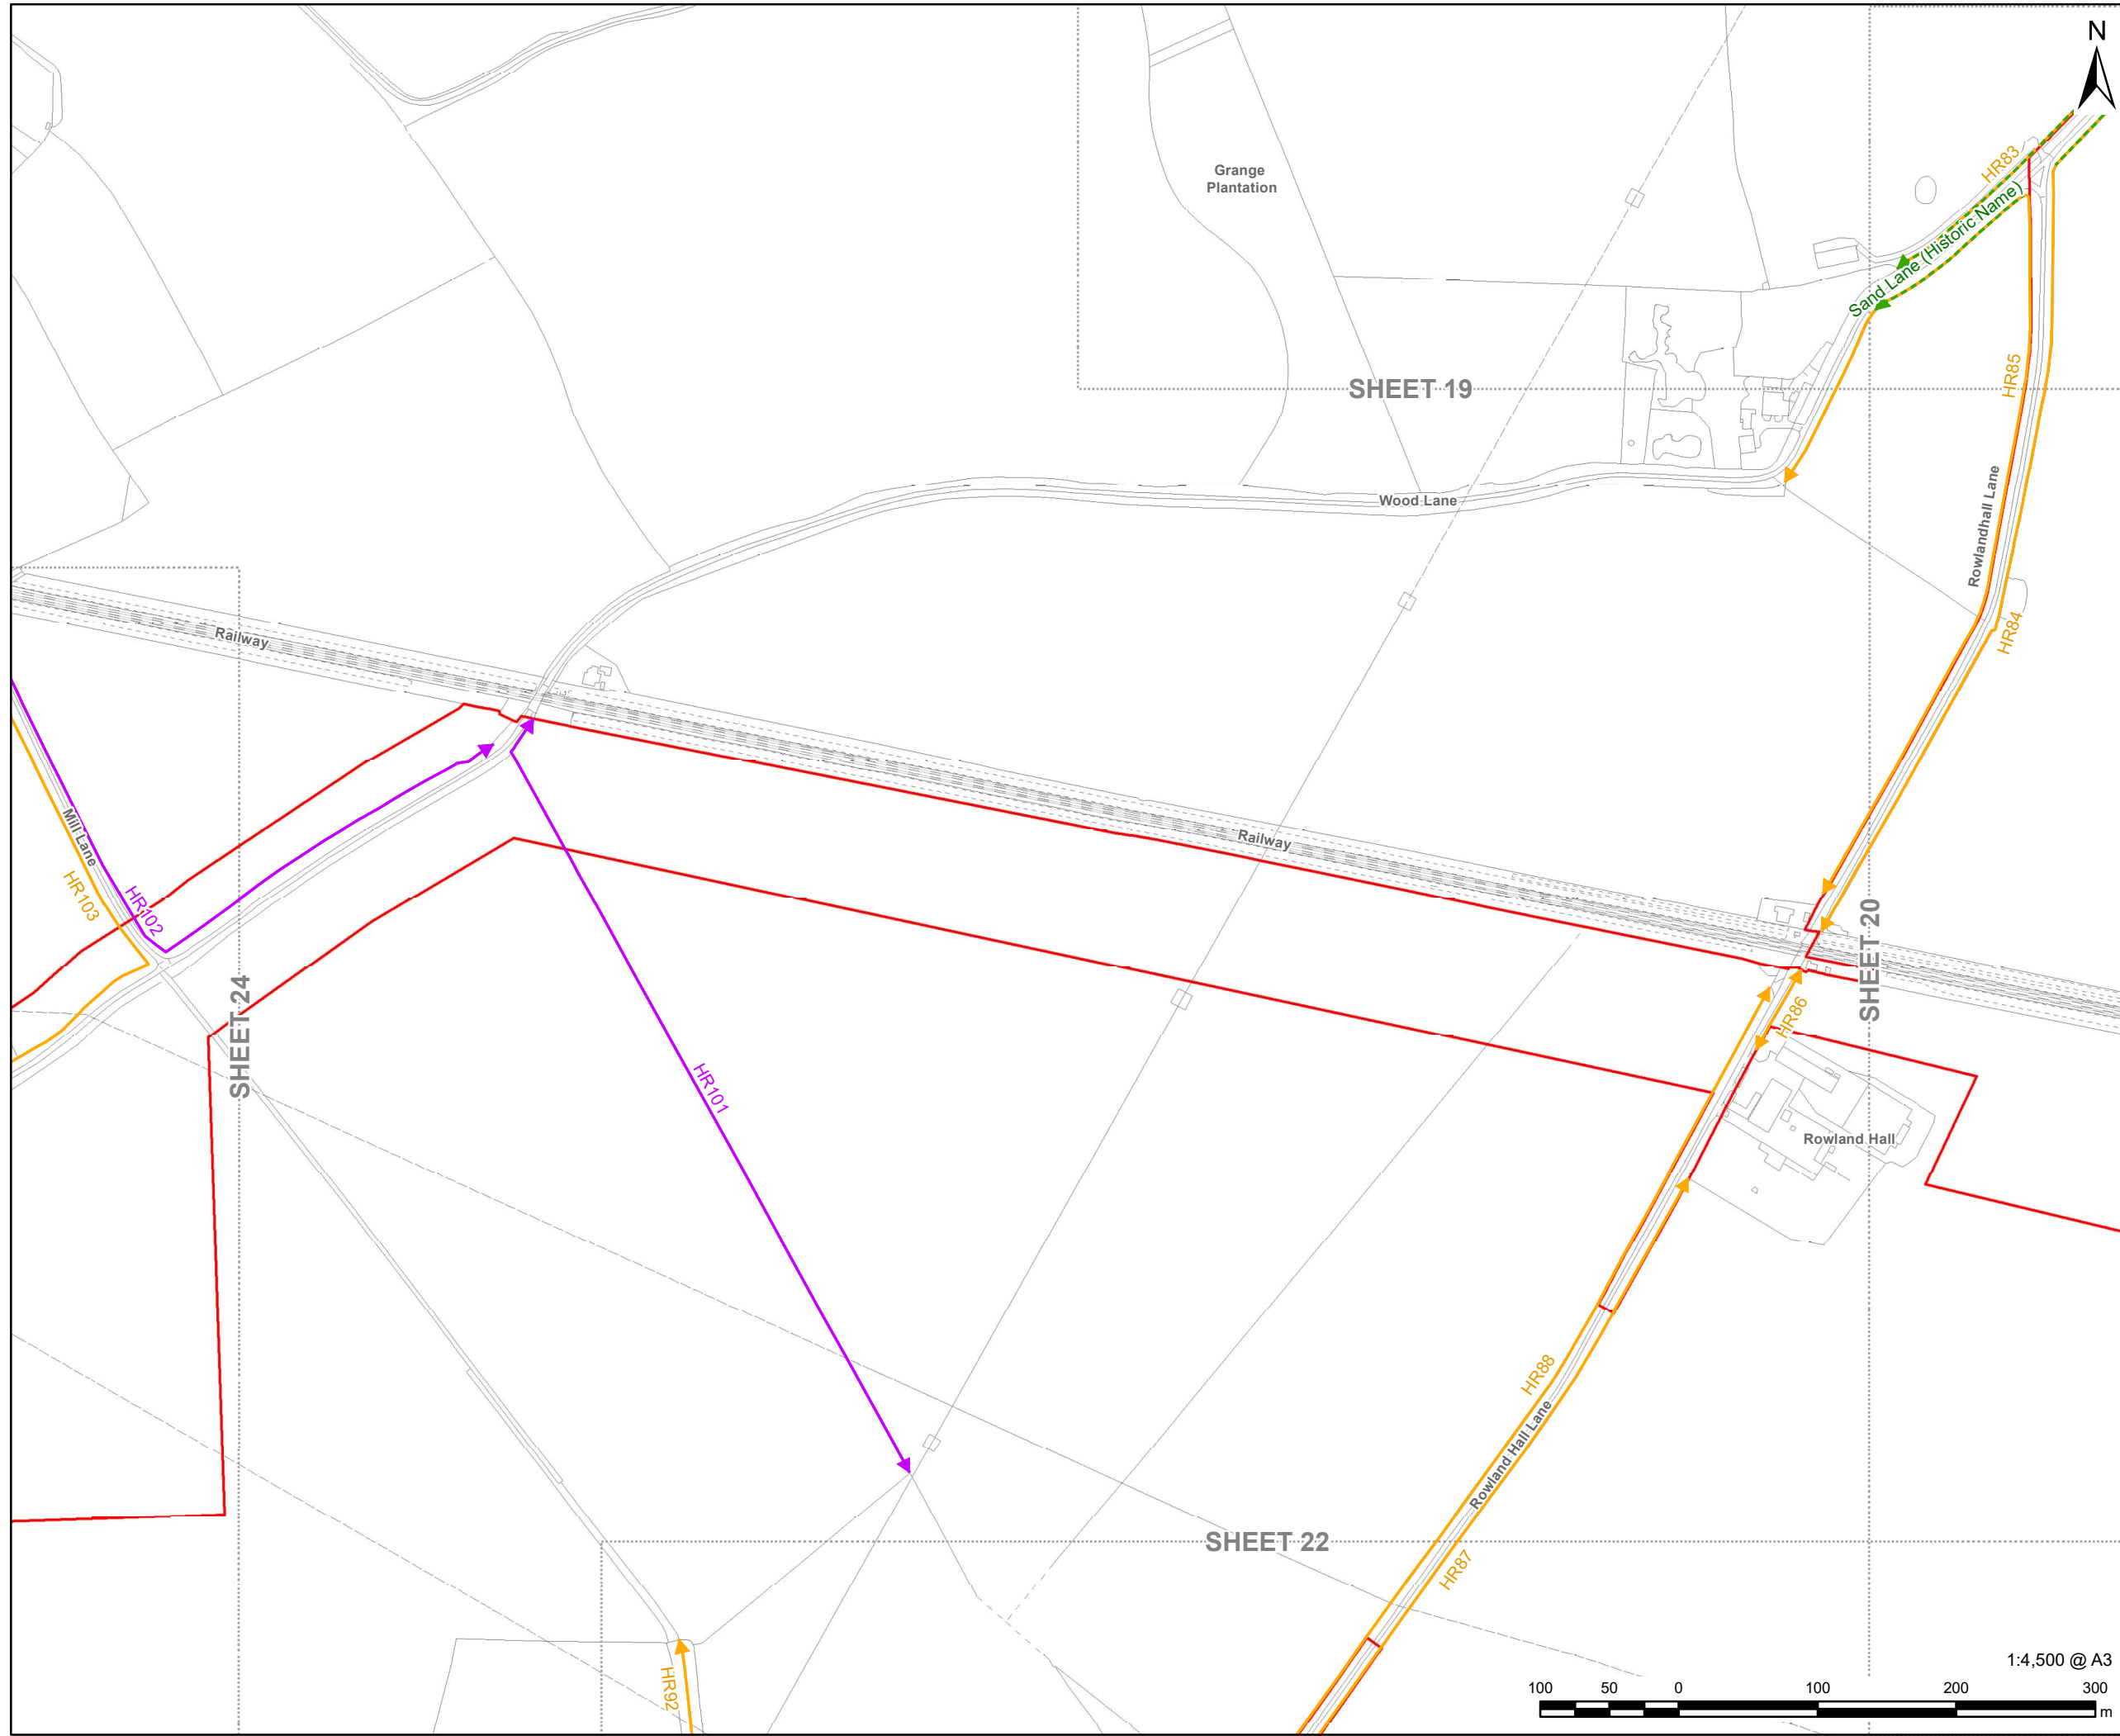 N
HR83
Grange
Plantation
Sand Lane (Historic Name)
HR85
SHEET 19
Wood Lane
Rowlandhall Lane
Railway
HR84
Mill Lane
Railway
HR103
HR102
SHEET 20
SHEET 24
HR86
HR101
Rowland Hall
HR88
Rowland Hall Lane
SHEET 22
HR87
HR92
1:4,500 @ A3
100 50 0 100 200 300
m